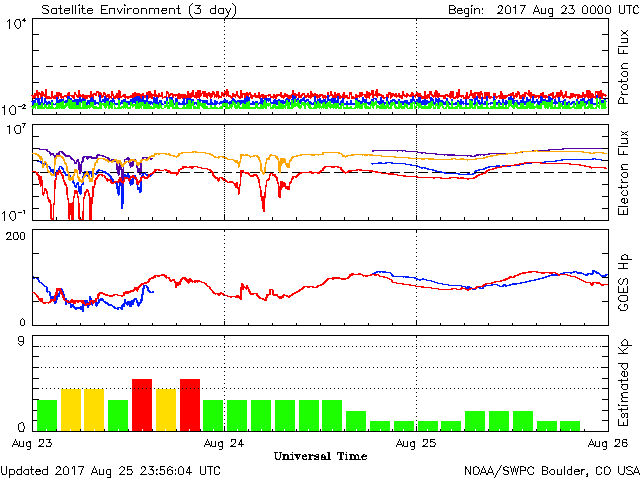 Satellite Environment (3 day) Begin: 2017 Aug 23 0000 UTC
10^4
Proton Flux
10^-2
10^7
Electron Flux
10^-1
200
GOES Hp
0
9
Estimated Kp
0
Aug 23 Aug 24 Aug 25 Aug 26
Universal Time
Updated 2017 Aug 25 23:56:04 UTC NOAA/SWPC Boulder, CO USA